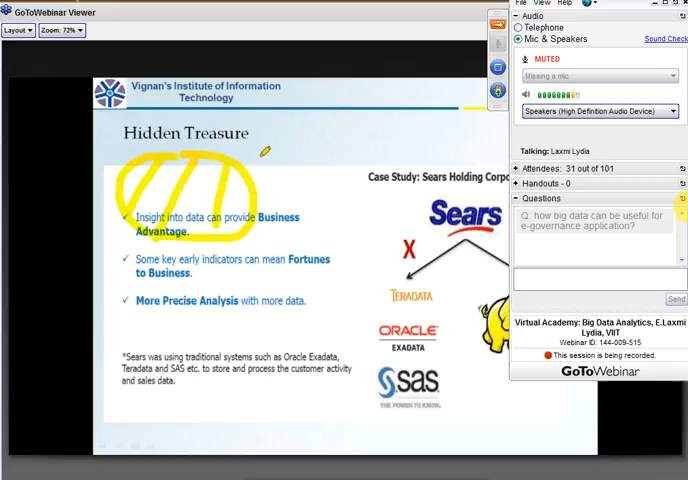 GoToWebinar Viewer
Layout
Zoom: 72%
Vignan's Institute of Information
Technology
Hidden Treasure
Insight into data can provide Business
Advantage.
Some key early indicators can mean Fortunes
to Business.
More Precise Analysis with more data.
*Sears was using traditional systems such as Oracle Exadata,
Teradata and SAS etc. to store and process the customer activity
and sales data.
Case Study: Sears Holding Corpo
Sears
X
TERADATA
ORACLE
EXADATA
sas
THE POWER TO KNOW.
File View Help
Audio
Telephone
Mic & Speakers
Sound Check
MUTED
Missing a mic
Speakers (High Definition Audio Device)
Talking: Laxmi Lydia
Attendees: 31 out of 101
Handouts - 0
Questions
Q: how big data can be useful for
e-governance application?
Send
Virtual Academy: Big Data Analytics, E.Laxmi
Lydia, VIIT
Webinar ID: 144-009-515
This session is being recorded.
GoToWebinar